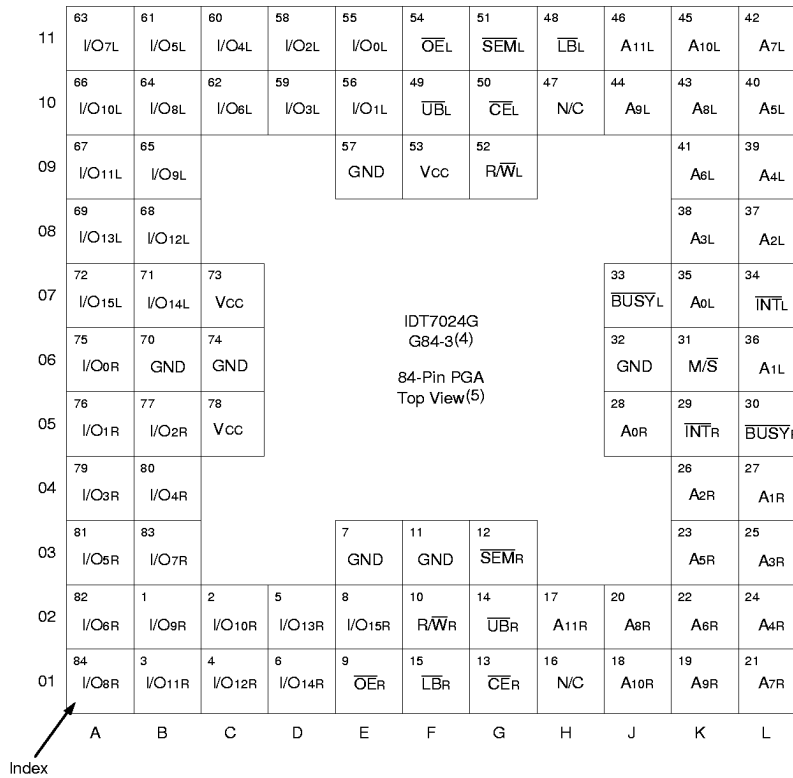 63 61 60 58 55 54 51 48 46 45 42
11 I/O7L I/O5L I/O4L I/O2L I/O0L OEL SEML LBL A11L A10L A7L
66 64 62 59 56 49 50 47 44 43 40
10 I/O10L I/O8L I/O6L I/O3L I/O1L UBL CEL N/C A9L A8L A5L
67 65 57 53 52 41 39
09 I/O11L I/O9L GND VCC R/WL A6L A4L
69 68 38 37
08 I/O13L I/O12L A3L A2L
72 71 73 33 35 34
07 I/O15L I/O14L VCC BUSYL A0L INTL
IDT7024G
G84-3(4)
75 70 74 32 31 36
06 I/O0R GND GND GND M/S A1L
84-Pin PGA
Top View(5)
76 77 78 28 29 30
05 I/O1R I/O2R VCC A0R INTR BUSYR
79 80 26 27
04 I/O3R I/O4R A2R A1R
81 83 7 11 12 23 25
03 I/O5R I/O7R GND GND SEMR A5R A3R
82 1 2 5 8 10 14 17 20 22 24
02 I/O6R I/O9R I/O10R I/O13R I/O15R R/WR UBR A11R A8R A6R A4R
84 3 4 6 9 15 13 16 18 19 21
01 I/O8R I/O11R I/O12R I/O14R OER LBR CER N/C A10R A9R A7R
A B C D E F G H J K L
Index